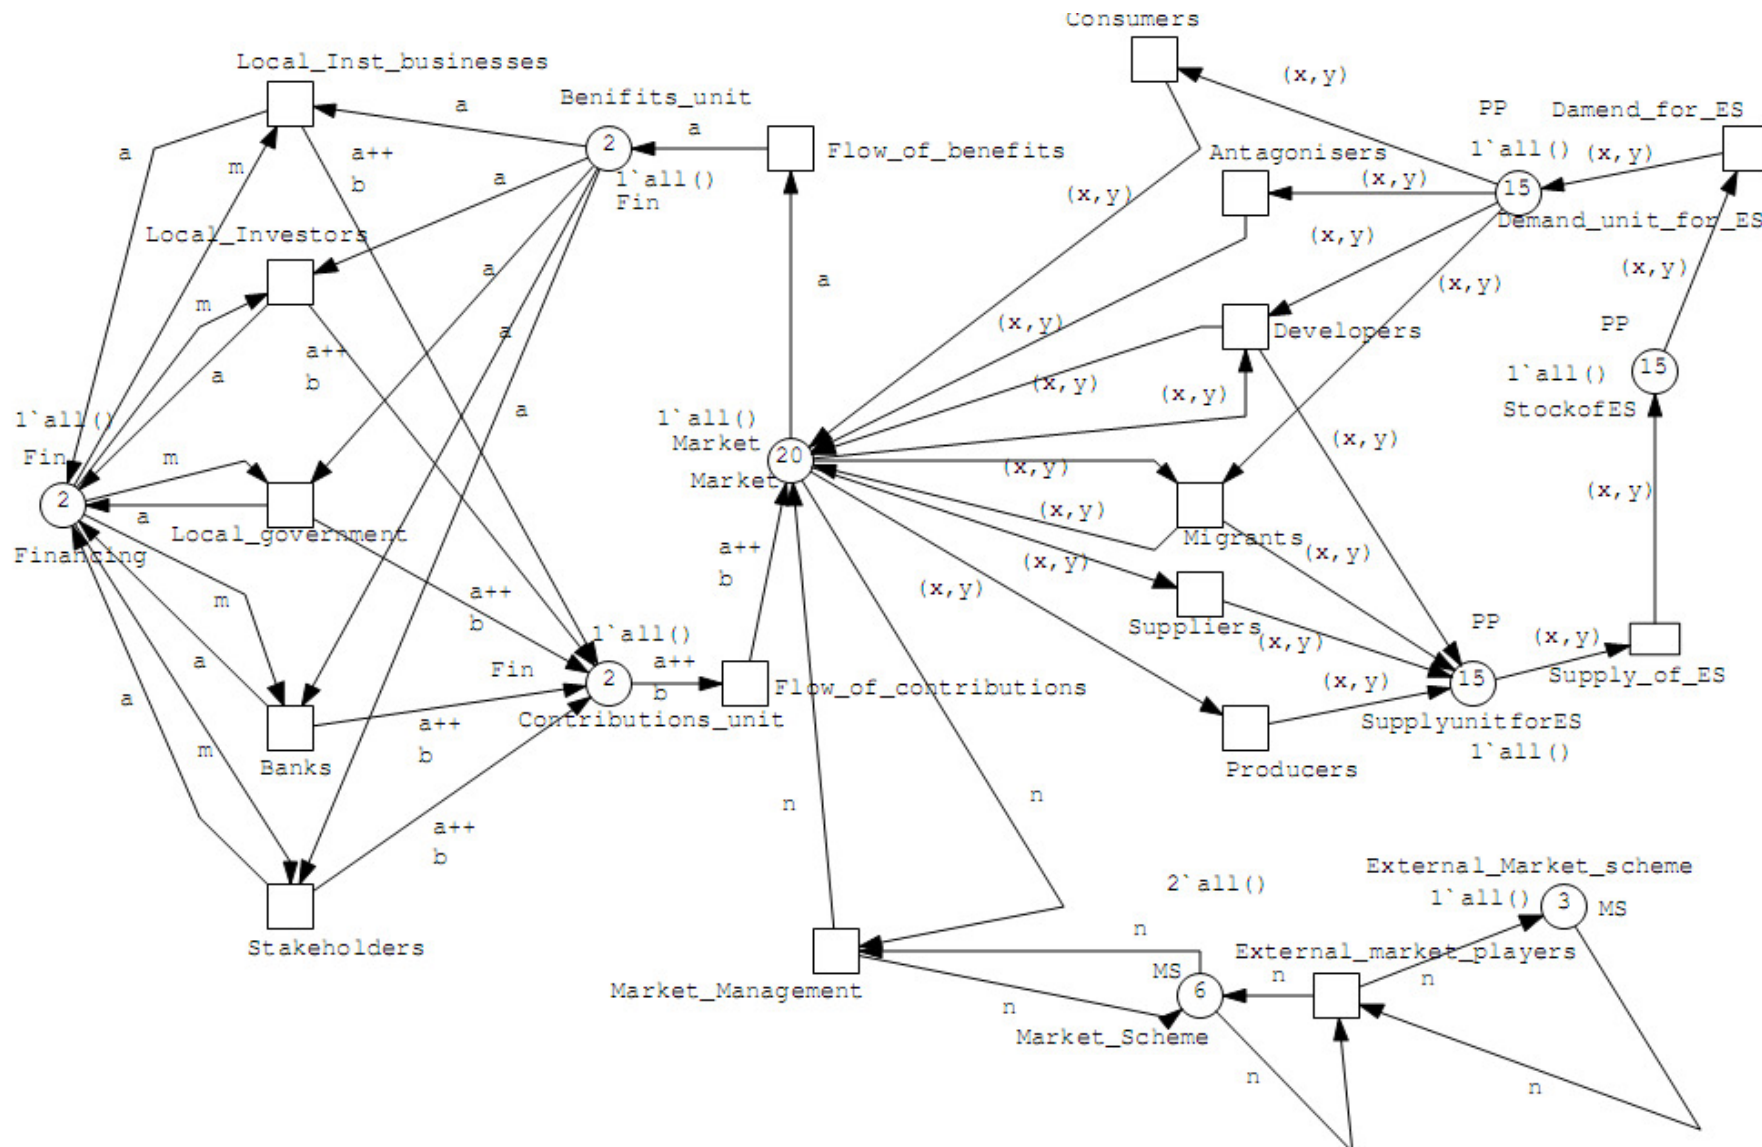 Consumers
Local_Inst_businesses
(x,y)
Benifits_unit
a
PP
Damend_for_ES
a
2
a
Flow_of_benefits
Antagonisers
1`all()
(x,y)
a
m
a++
b
1`all()
Fin
a
(x,y)
(x,y)
15
Demand_unit_for_ES
Local_Investors
(x,y)
a
a
(x,y)
(x,y)
m
a
(x,y)
Developers
PP
a++
b
a
a
(x,y)
(x,y)
1`all()
15
StockofES
1`all()
Fin
1`all()
Market
20
Market
(x,y)
(x,y)
m
2
a
Local_government
Financing
(x,y)
(x,y)
Migrants
(x,y)
a++
b
(x,y)
(x,y)
m
a++
b
1`all()
Suppliers
(x,y)
PP
(x,y)
Fin
2
a++
b
Flow_of_contributions
Contributions_unit
a
a
15
(x,y)
SupplyunitforES
Supply_of_ES
1`all()
a++
b
m
Banks
Producers
n
n
a++
b
External_Market_scheme
2`all()
1`all()
3
MS
Stakeholders
n
External_market_players
MS
n
n
Market_Management
6
n
Market_Scheme
n
n